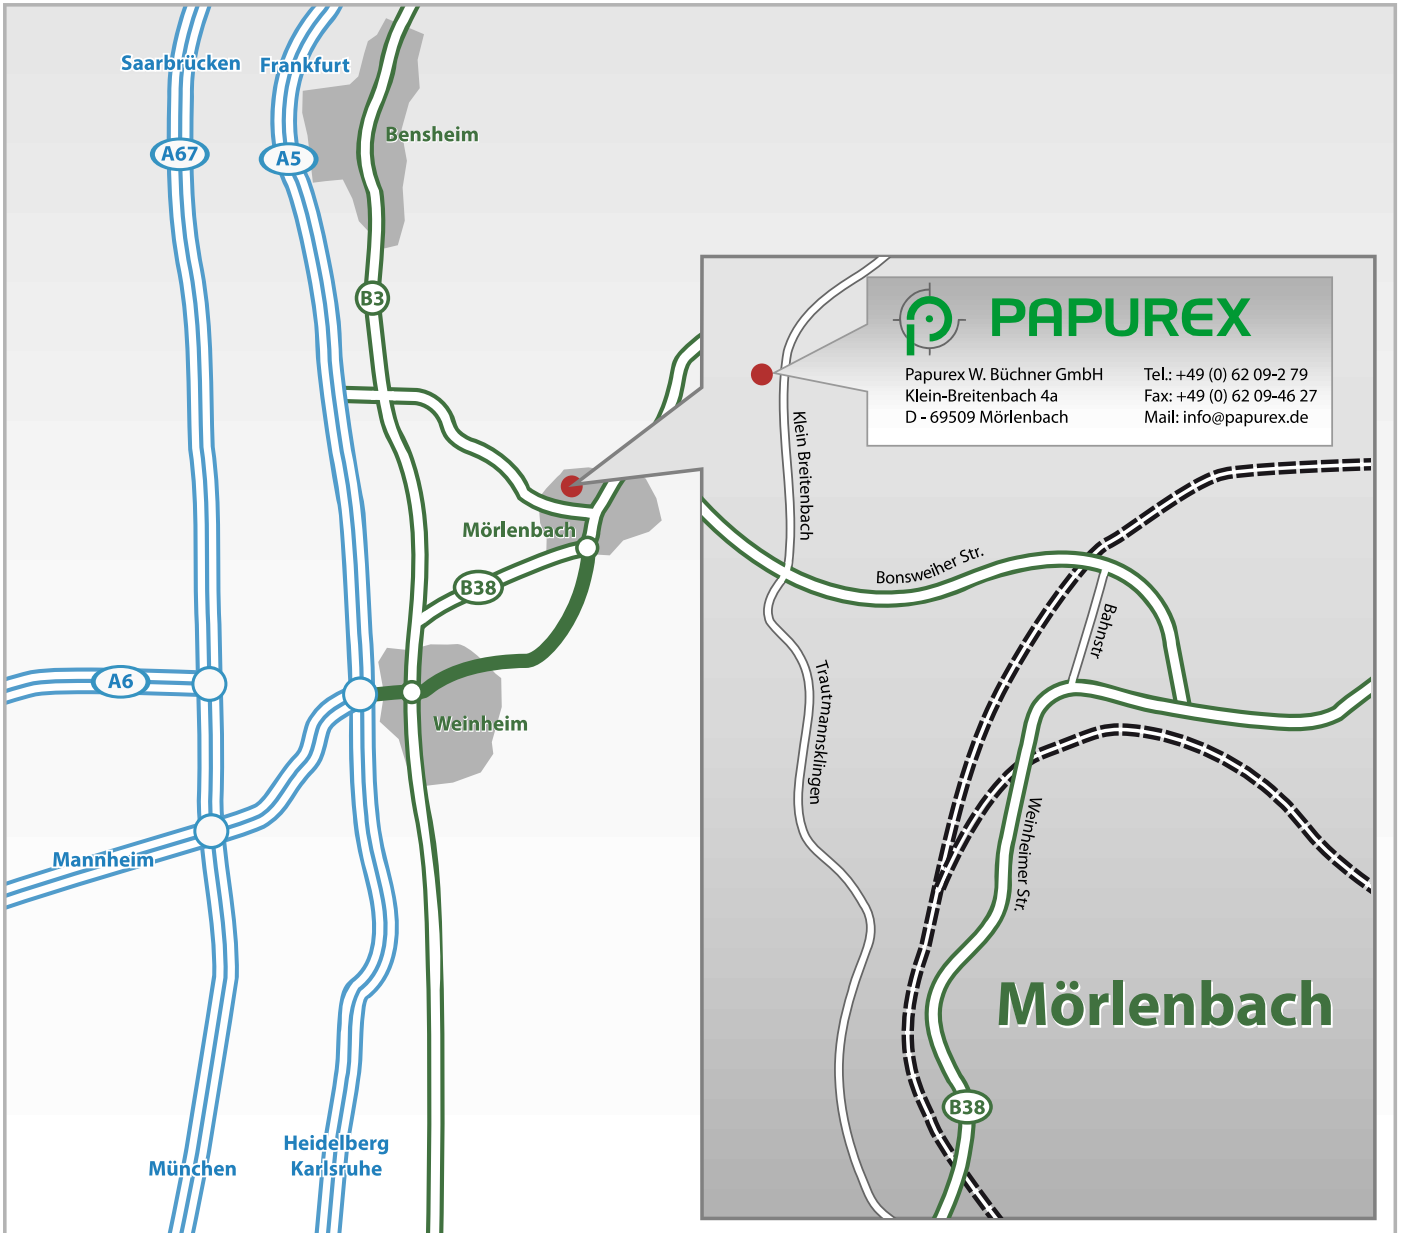 Saarbrücken
Frankfurt
A67
A5
Bensheim
B3
Mörlenbach
B38
A6
Weinheim
Mannheim
Heidelberg
Karlsruhe
München
PAPUREX
Papurex W. Büchner GmbH
Klein-Breitenbach 4a
D - 69509 Mörlenbach
Tel.: +49 (0) 62 09-2 79
Fax: +49 (0) 62 09-46 27
Mail: info@papurex.de
Klein Breitenbach
Bonsweiher Str.
Bahnstr
Trautmannsklingen
Weinheimer Str.
Mörlenbach
B38